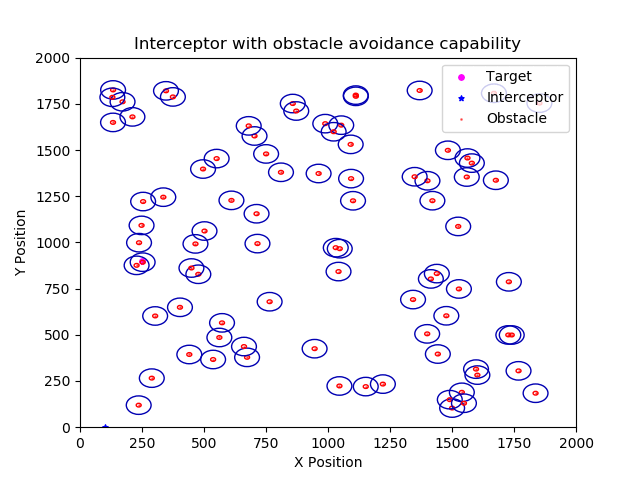 Interceptor with obstacle avoidance capability
Target
Interceptor
Obstacle
2000
1750
1500
1250
1000
750
500
250
0
Y Position
0 250 500 750 1000 1250 1500 1750 2000
X Position